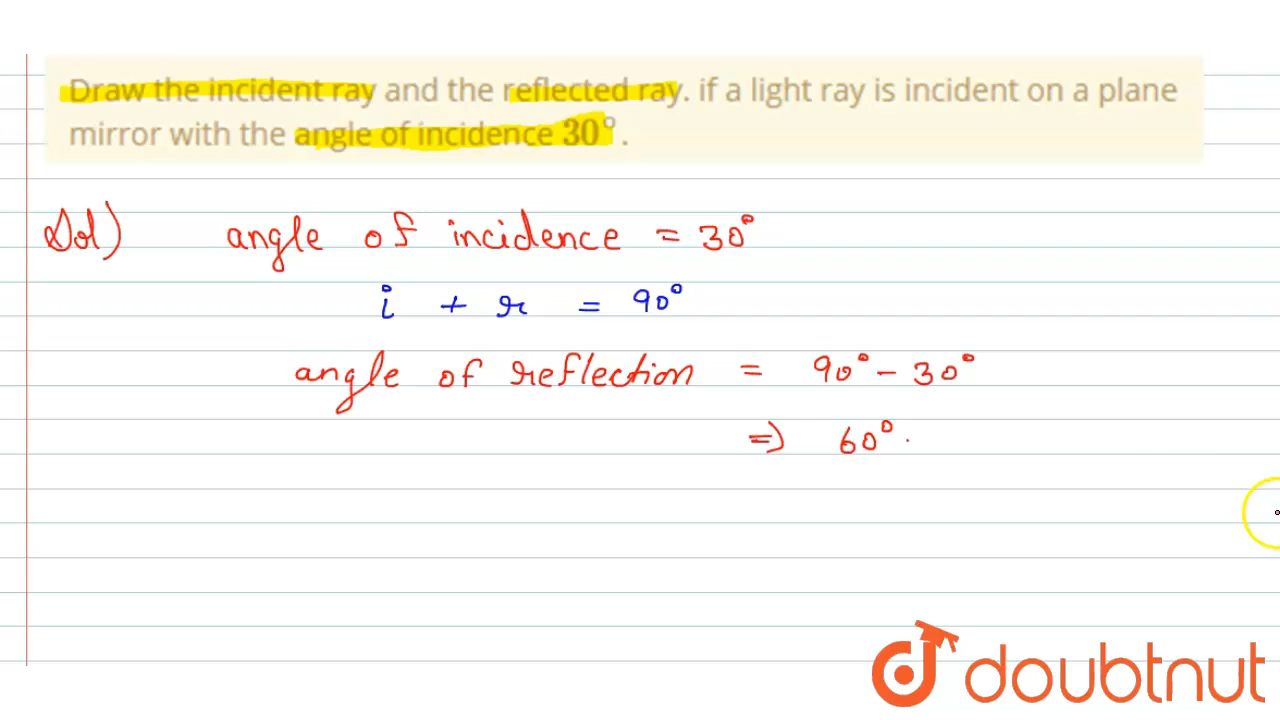 Draw the incident ray and the reflected ray. if a light ray is incident on a plane
mirror with the angle of incidence 30°.
Sol) angle of incidence = 30°
i + r = 90°
angle of reflection = 90° - 30°
⇒ 60°.
doubtnut